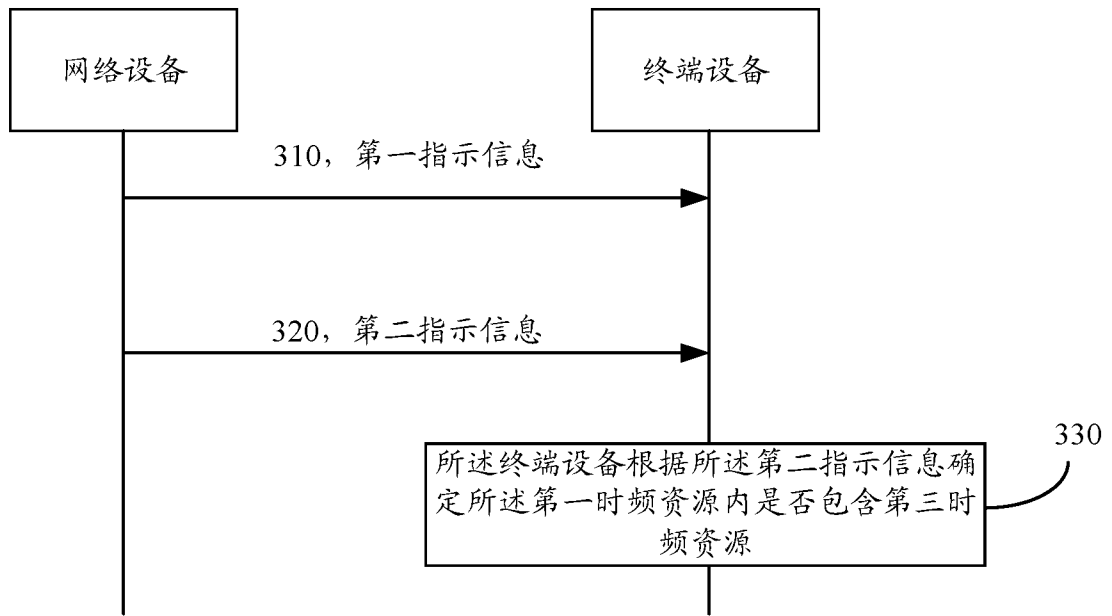 网络设备
终端设备
310，第一指示信息
320，第二指示信息
330
所述终端设备根据所述第二指示信息确
定所述第一时频资源内是否包含第三时
频资源